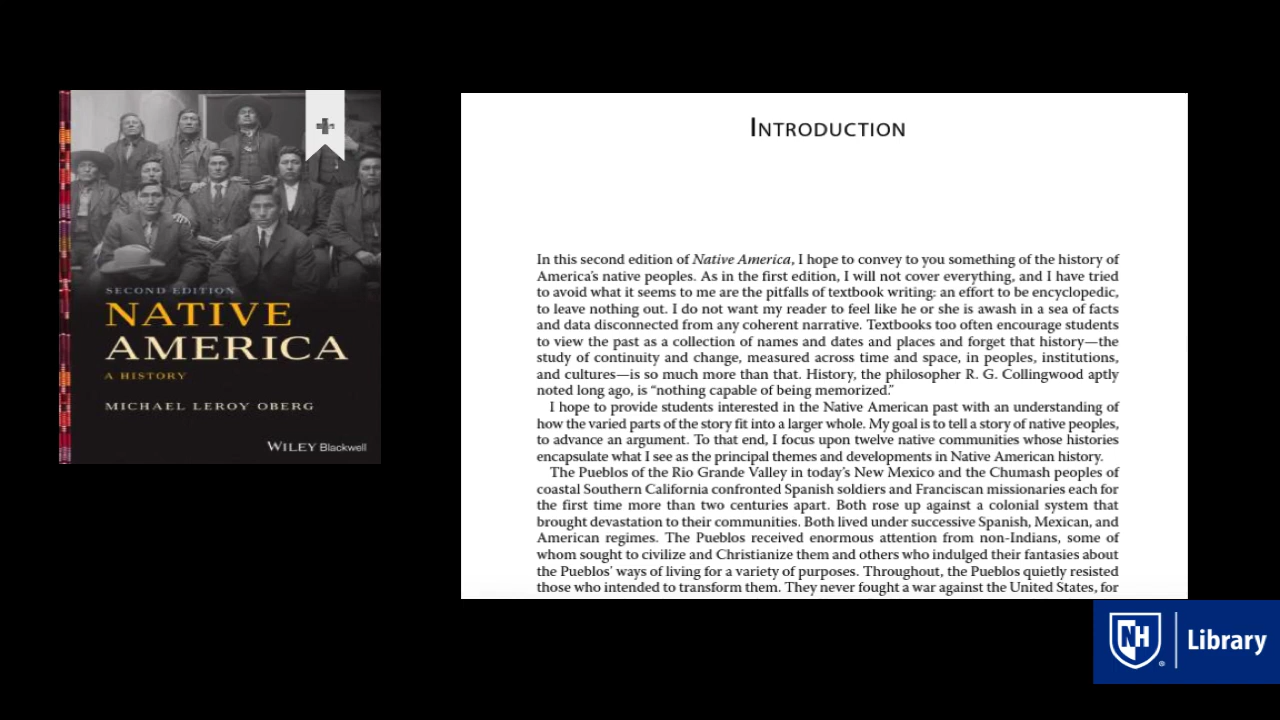 SECOND EDITION
NATIVE
AMERICA
A HISTORY
MICHAEL LEROY OBERG
WILEY Blackwell
INTRODUCTION
In this second edition of Native America, I hope to convey to you something of the history of
America's native peoples. As in the first edition, I will not cover everything, and I have tried
to avoid what it seems to me are the pitfalls of textbook writing: an effort to be encyclopedic,
to leave nothing out. I do not want my reader to feel like he or she is awash in a sea of facts
and data disconnected from any coherent narrative. Textbooks too often encourage students
to view the past as a collection of names and dates and places and forget that history—the
study of continuity and change, measured across time and space, in peoples, institutions,
and cultures—is so much more than that. History, the philosopher R. G. Collingwood aptly
noted long ago, is “nothing capable of being memorized.”
I hope to provide students interested in the Native American past with an understanding of
how the varied parts of the story fit into a larger whole. My goal is to tell a story of native peoples,
to advance an argument. To that end, I focus upon twelve native communities whose histories
encapsulate what I see as the principal themes and developments in Native American history.
The Pueblos of the Rio Grande Valley in today's New Mexico and the Chumash peoples of
coastal Southern California confronted Spanish soldiers and Franciscan missionaries each for
the first time more than two centuries apart. Both rose up against a colonial system that
brought devastation to their communities. Both lived under successive Spanish, Mexican, and
American regimes. The Pueblos received enormous attention from non-Indians, some of
whom sought to civilize and Christianize them and others who indulged their fantasies about
the Pueblos' ways of living for a variety of purposes. Throughout, the Pueblos quietly resisted
those who intended to transform them. They never fought a war against the United States, for
NH
®
Library